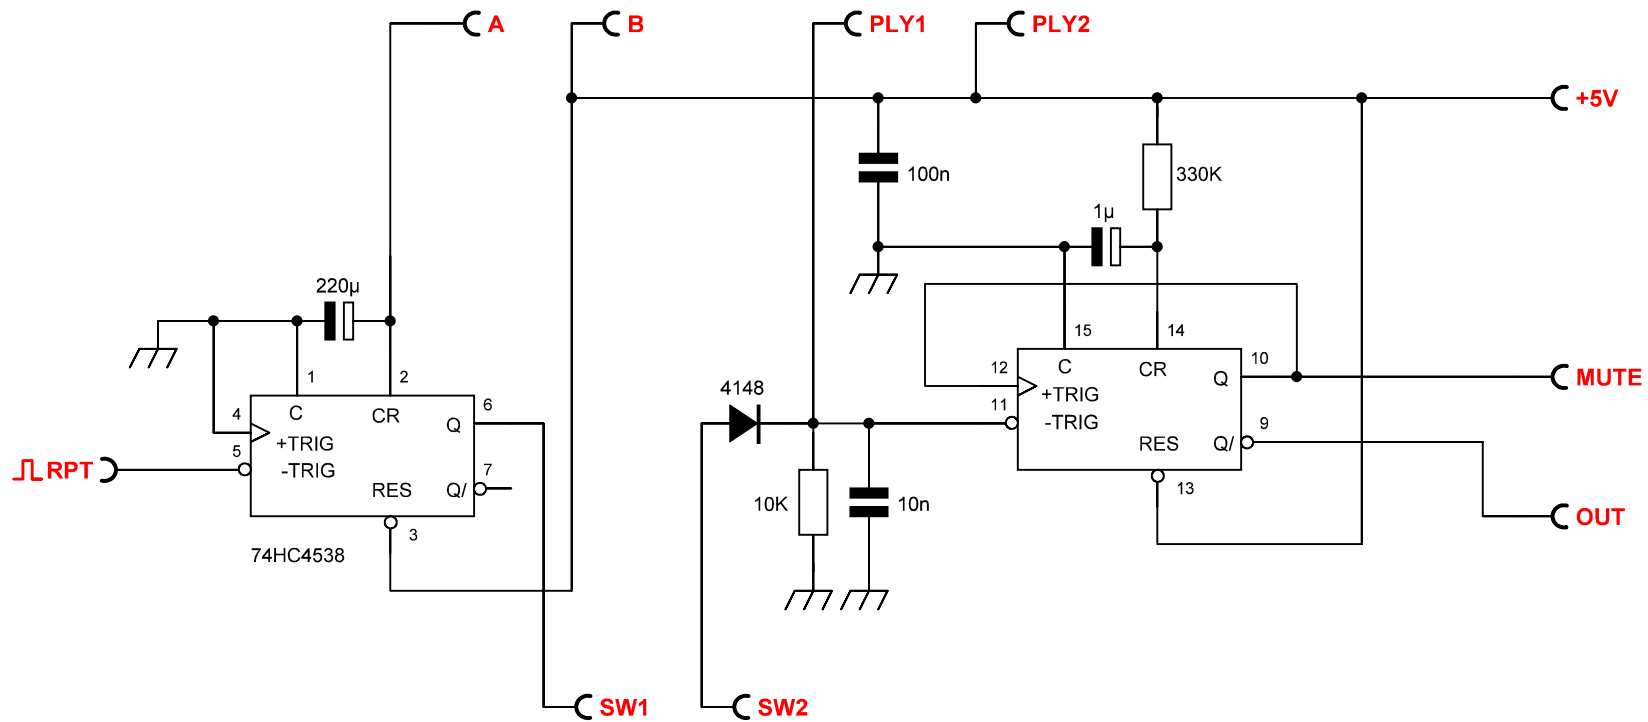 A
B
PLY1
PLY2
+5V
100n
330K
1µ
220µ
15
14
1
2
12
C
CR
10
4148
+TRIG
Q
MUTE
4
C
CR
6
11
-TRIG
9
+TRIG
Q
RES
Q/
5
RPT
-TRIG
7
RES
Q/
13
10K
10n
OUT
3
74HC4538
SW1
SW2